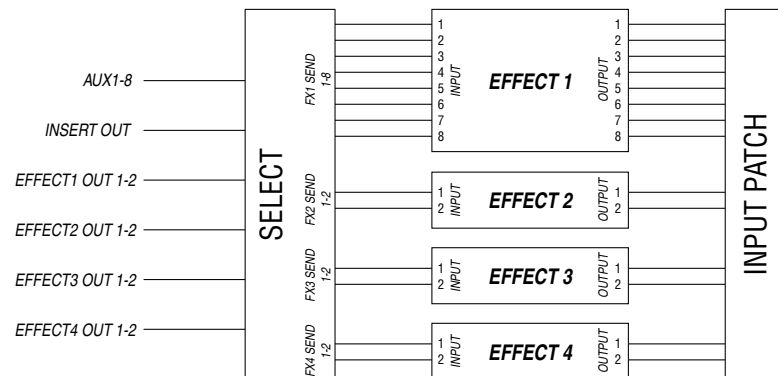 AUX1-8
INSERT OUT
EFFECT1 OUT 1-2
EFFECT2 OUT 1-2
EFFECT3 OUT 1-2
EFFECT4 OUT 1-2
SELECT
FX1 SEND
1-8
1
2
3
4
5
6
7
8
INPUT
EFFECT 1
OUTPUT
1
2
3
4
5
6
7
8
FX2 SEND
1-2
1
2
INPUT
EFFECT 2
OUTPUT
1
2
FX3 SEND
1-2
1
2
INPUT
EFFECT 3
OUTPUT
1
2
FX4 SEND
1-2
1
2
INPUT
EFFECT 4
OUTPUT
1
2
INPUT PATCH